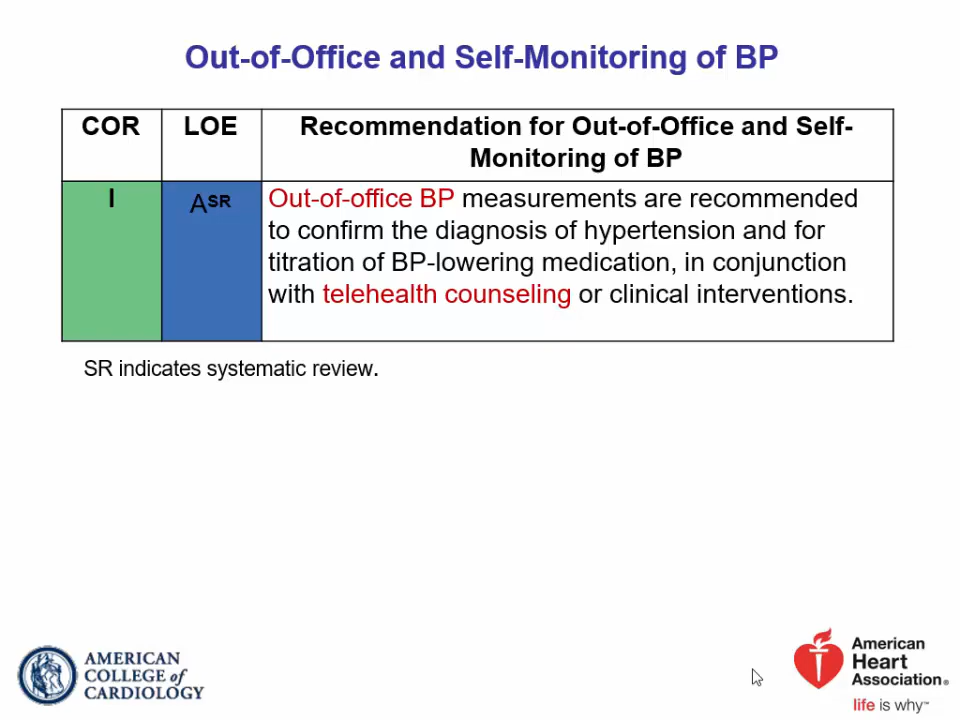 Out-of-Office and Self-Monitoring of BP
COR
LOE
Recommendation for Out-of-Office and Self-
Monitoring of BP
I
A^SR
Out-of-office BP measurements are recommended
to confirm the diagnosis of hypertension and for
titration of BP-lowering medication, in conjunction
with telehealth counseling or clinical interventions.
SR indicates systematic review.
AMERICAN
COLLEGE of
CARDIOLOGY
American
Heart
Association®
life is why™